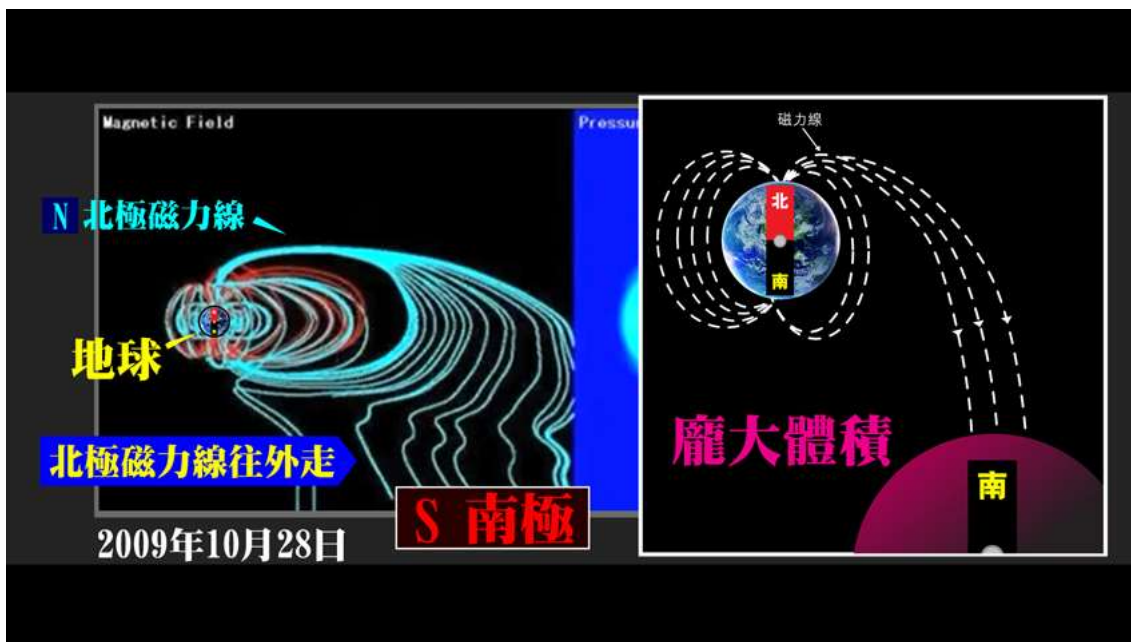 Magnetic Field
Pressu
N 北極磁力線
地球
北極磁力線往外走
S 南極
2009年10月28日
磁力線
北
南
龐大體積
南